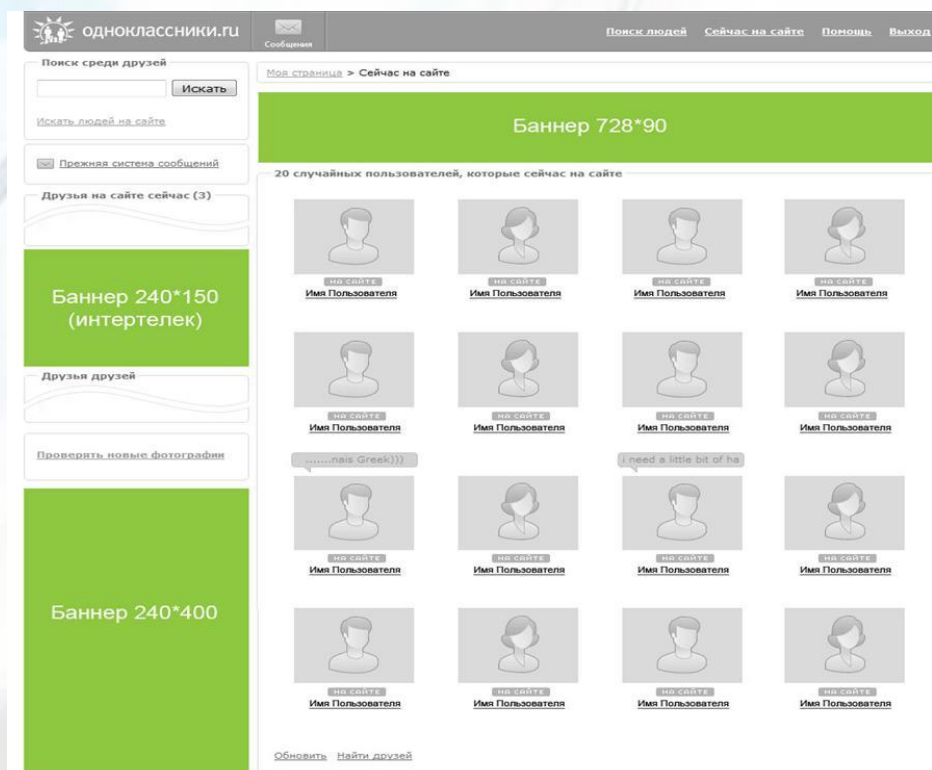 одноклассники.ru
Сообщения
Поиск людей Сейчас на сайте Помощь Выход
Поиск среди друзей
Искать
Искать людей на сайте
Прежняя система сообщений
Друзья на сайте сейчас (3)
Баннер 240*150
(интертелек)
Друзья друзей
Проверять новые фотографии
Баннер 240*400
Моя страница > Сейчас на сайте
Баннер 728*90
20 случайных пользователей, которые сейчас на сайте
на сайте на сайте на сайте на сайте
Имя Пользователя Имя Пользователя Имя Пользователя Имя Пользователя
на сайте на сайте на сайте на сайте
Имя Пользователя Имя Пользователя Имя Пользователя Имя Пользователя
.......nais Greek))) i need a little bit of ha
на сайте на сайте на сайте на сайте
Имя Пользователя Имя Пользователя Имя Пользователя Имя Пользователя
на сайте на сайте на сайте на сайте
Имя Пользователя Имя Пользователя Имя Пользователя Имя Пользователя
Обновить Найти друзей